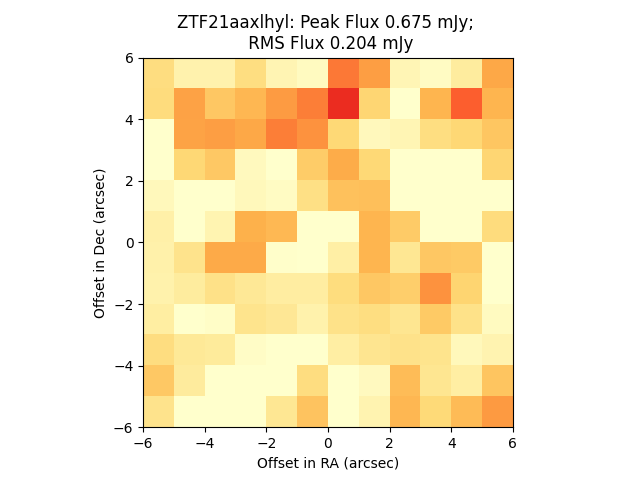 ZTF21aaxlhyl: Peak Flux 0.675 mJy;
RMS Flux 0.204 mJy
6
4
2
0
−2
−4
−6
Offset in Dec (arcsec)
−6 −4 −2 0 2 4 6
Offset in RA (arcsec)